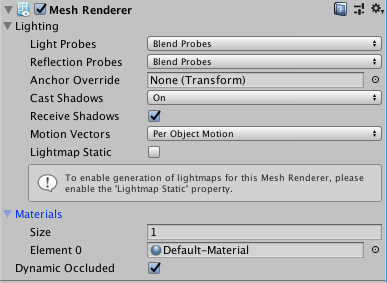 Mesh Renderer
Lighting
Light Probes Blend Probes
Reflection Probes Blend Probes
Anchor Override None (Transform)
Cast Shadows On
Receive Shadows
Motion Vectors Per Object Motion
Lightmap Static
To enable generation of lightmaps for this Mesh Renderer, please
enable the 'Lightmap Static' property.
Materials
Size 1
Element 0 Default-Material
Dynamic Occluded